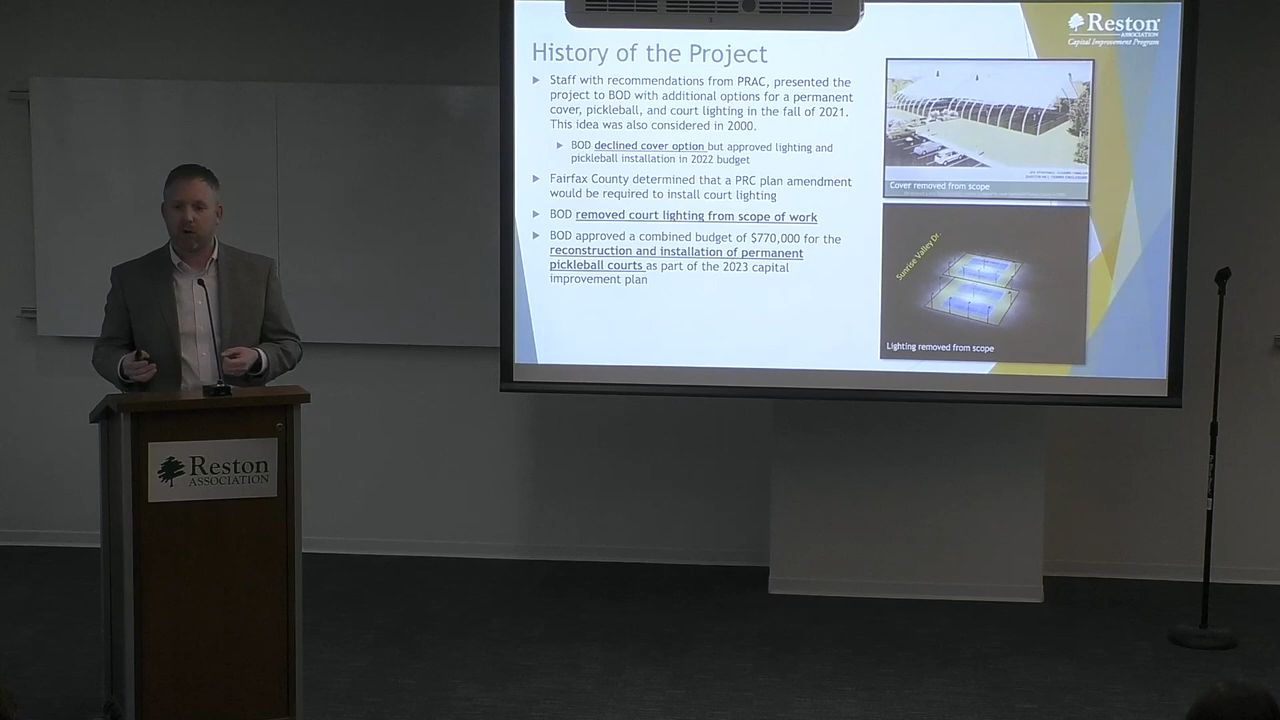 History of the Project
Staff with recommendations from PRAC, presented the
project to BOD with additional options for a permanent
cover, pickleball, and court lighting in the fall of 2021.
This idea was also considered in 2000.
BOD declined cover option but approved lighting and
pickleball installation in 2022 budget
Fairfax County determined that a PRC plan amendment
would be required to install court lighting
BOD removed court lighting from scope of work
BOD approved a combined budget of $770,000 for the
reconstruction and installation of permanent
pickleball courts as part of the 2023 capital
improvement plan
Reston
ASSOCIATION
Capital Improvement Program
Cover removed from scope
Sunrise Valley Dr.
Lighting removed from scope
Reston
ASSOCIATION